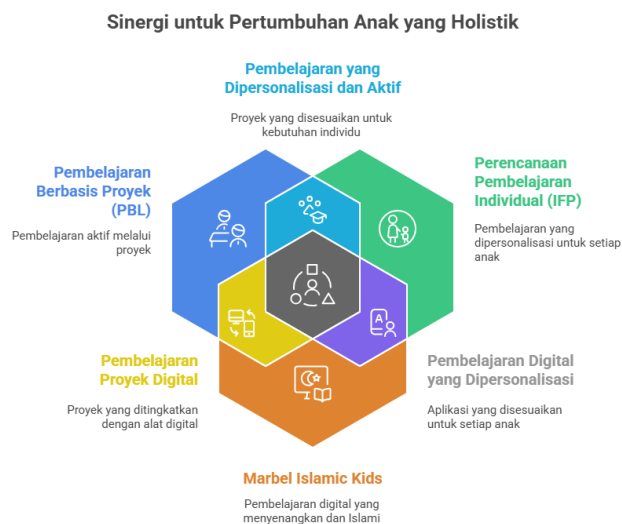 Sinergi untuk Pertumbuhan Anak yang Holistik
Pembelajaran yang
Dipersonalisasi dan Aktif
Proyek yang disesuaikan untuk
kebutuhan individu
Pembelajaran
Berbasis Proyek
(PBL)
Pembelajaran aktif melalui
proyek
Perencanaan
Pembelajaran
Individual (IFP)
Pembelajaran yang
dipersonalisasi untuk setiap
anak
A
Pembelajaran
Proyek Digital
Proyek yang ditingkatkan
dengan alat digital
Pembelajaran Digital
yang Dipersonalisasi
Aplikasi yang disesuaikan
untuk setiap anak
Marbel Islamic Kids
Pembelajaran digital yang
menyenangkan dan Islami